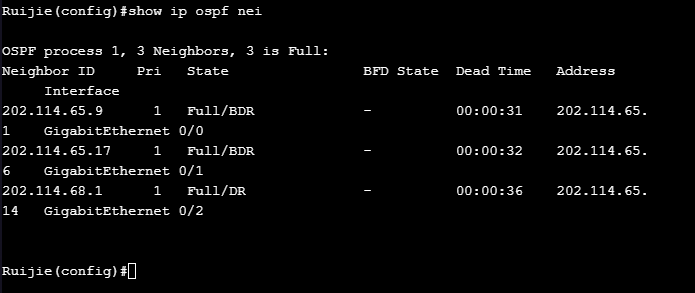 Ruijie(config)#show ip ospf nei
OSPF process 1, 3 Neighbors, 3 is Full:
Neighbor ID     Pri   State                  BFD State  Dead Time   Address
     Interface
202.114.65.9      1   Full/BDR             -          00:00:31    202.114.65.
1    GigabitEthernet 0/0
202.114.65.17     1   Full/BDR             -          00:00:32    202.114.65.
6    GigabitEthernet 0/1
202.114.68.1      1   Full/DR              -          00:00:36    202.114.65.
14   GigabitEthernet 0/2
Ruijie(config)#